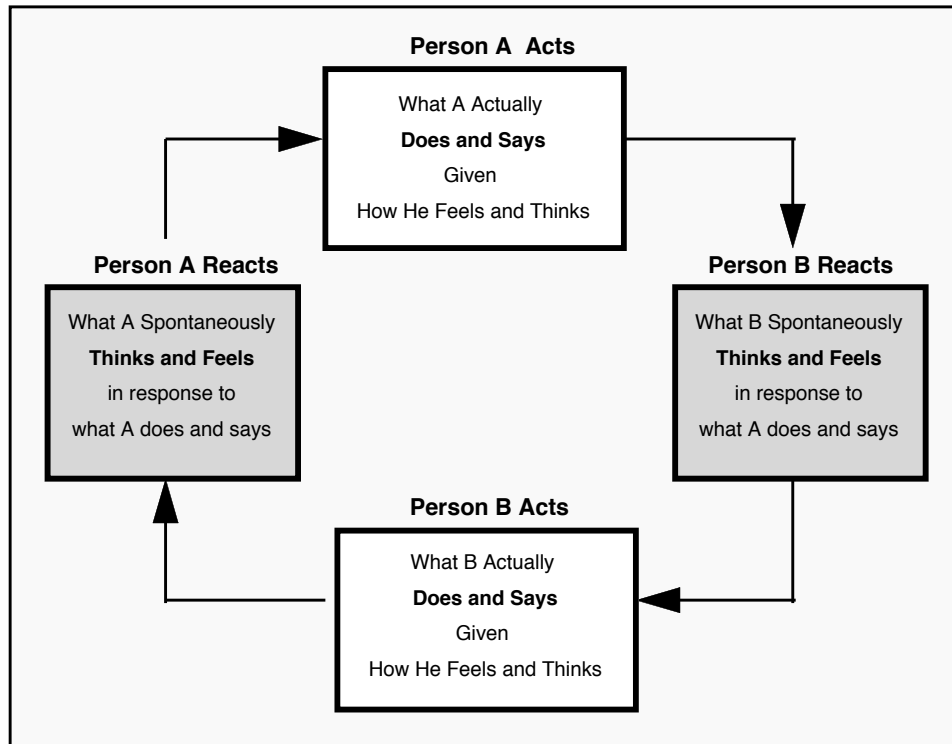 Person A Acts
What A Actually
Does and Says
Given
How He Feels and Thinks
Person A Reacts
What A Spontaneously
Thinks and Feels
in response to
what A does and says
Person B Reacts
What B Spontaneously
Thinks and Feels
in response to
what A does and says
Person B Acts
What B Actually
Does and Says
Given
How He Feels and Thinks